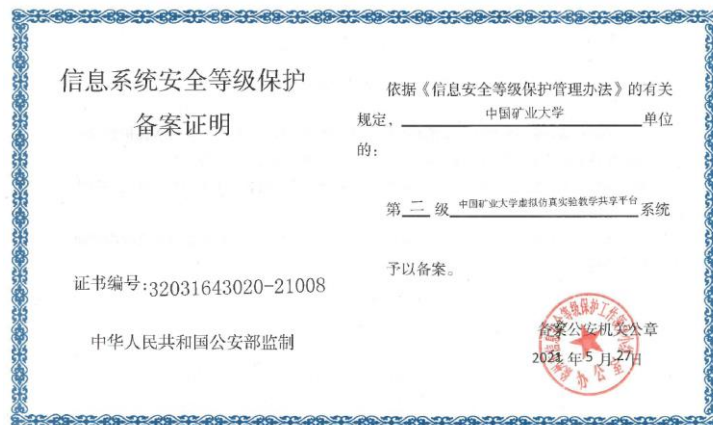 信息系统安全等级保护
备案证明
证书编号:32031643020-21008
中华人民共和国公安部监制
依据《信息安全等级保护管理办法》的有关
规定，中国矿业大学单位
的：
第二级中国矿业大学虚拟仿真实验教学共享平台系统
予以备案。
备案公安机关公章
2021年5月27日
办公室